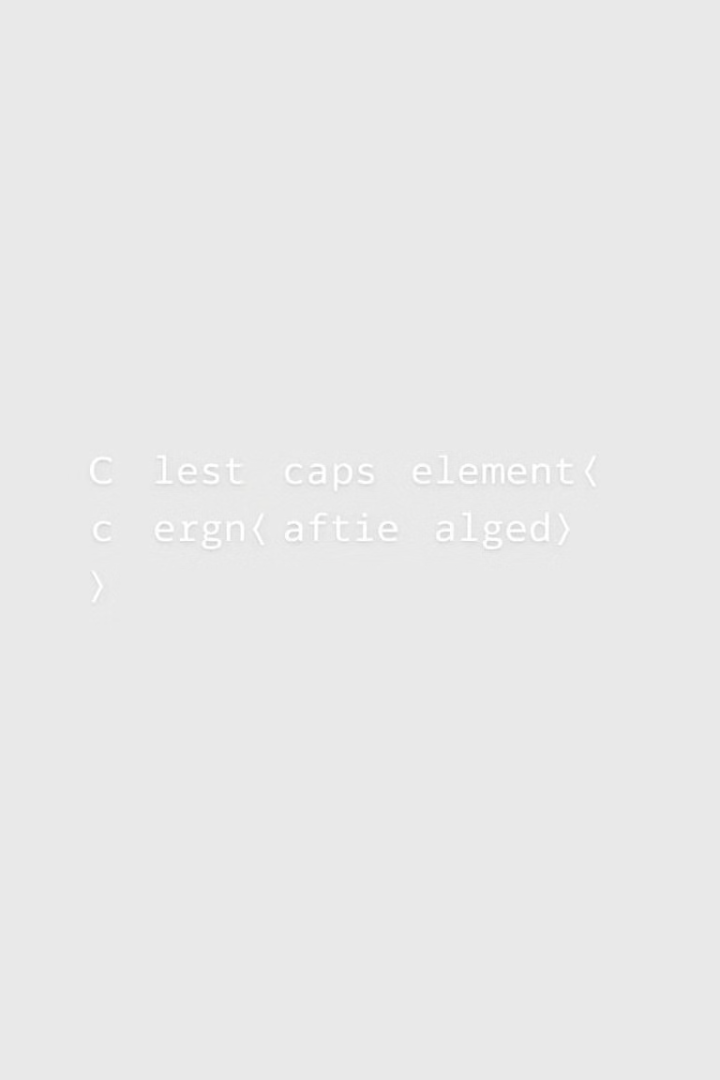 C lest caps element⟨
c ergn⟨ aftie alged⟩
⟩